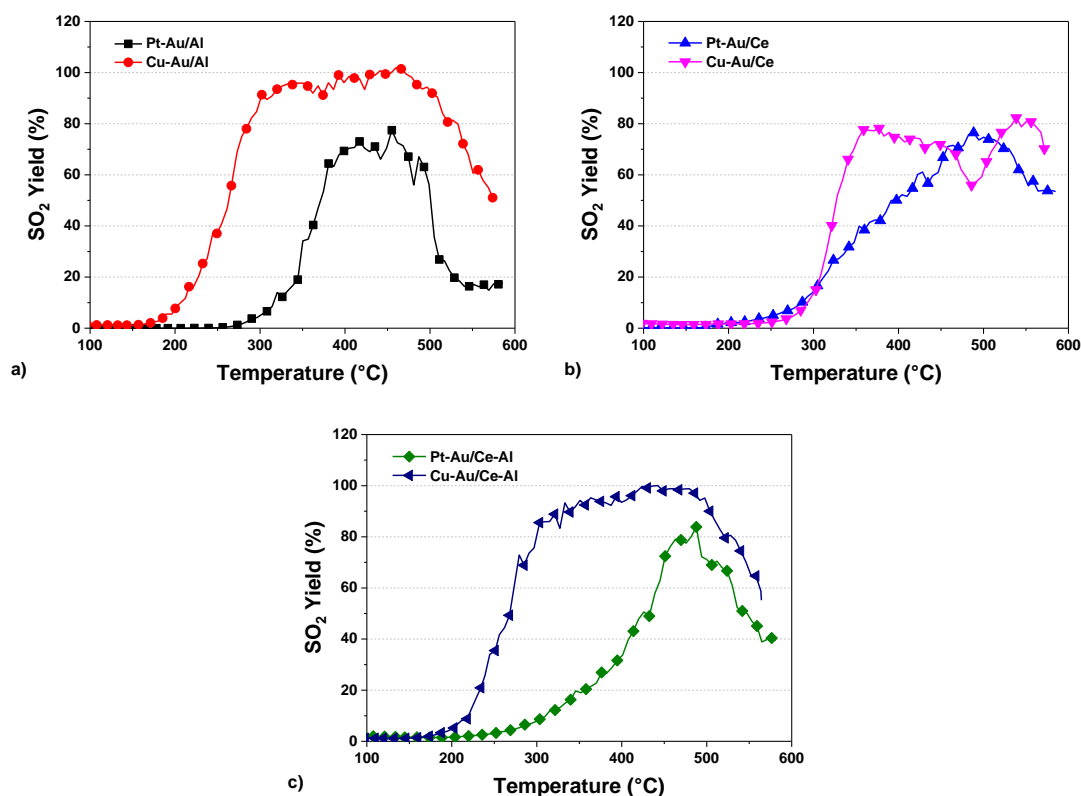 120
100
80
60
40
20
0
SO₂ Yield (%)
Pt-Au/Al
Cu-Au/Al
100 200 300 400 500 600
Temperature (°C)
a)
120
100
80
60
40
20
0
SO₂ Yield (%)
Pt-Au/Ce
Cu-Au/Ce
100 200 300 400 500 600
Temperature (°C)
b)
120
100
80
60
40
20
0
SO₂ Yield (%)
Pt-Au/Ce-Al
Cu-Au/Ce-Al
100 200 300 400 500 600
Temperature (°C)
c)